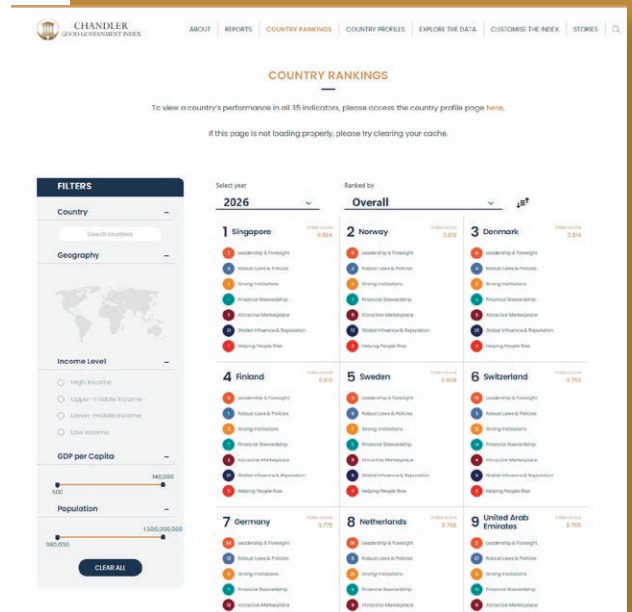 CHANDLER
GOOD GOVERNMENT INDEX
ABOUT
REPORTS
COUNTRY RANKINGS
COUNTRY PROFILES
EXPLORE THE DATA
CUSTOMISE THE INDEX
STORIES
COUNTRY RANKINGS
To view a country's performance in all 35 indicators, please access the country profile page here.
If this page is not loading properly, please try clearing your cache.
FILTERS
Country
Search countries
Geography
Income Level
High income
Upper-middle income
Lower-middle income
Low income
GDP per Capita
140,000
500
Population
1,500,000,000
CLEAR ALL
Select year
2026
Ranked by
Overall
1 Singapore
Index score
Leadership & Foresight
Robust Laws & Policies
Strong Institutions
Financial Stewardship
Attractive Marketplace
21 Global Influence & Reputation
Helping People Rise
2 Norway
Index score
Leadership & Foresight
Robust Laws & Policies
Strong Institutions
Financial Stewardship
Attractive Marketplace
Global Influence & Reputation
Helping People Rise
3 Denmark
Index score
0.814
Leadership & Foresight
Robust Laws & Policies
Strong Institutions
Financial Stewardship
Attractive Marketplace
Global Influence & Reputation
Helping People Rise
4 Finland
Index score
Leadership & Foresight
Robust Laws & Policies
Strong Institutions
Financial Stewardship
Attractive Marketplace
Global Influence & Reputation
Helping People Rise
5 Sweden
Index score
Leadership & Foresight
Robust Laws & Policies
Strong Institutions
Financial Stewardship
Attractive Marketplace
Global Influence & Reputation
Helping People Rise
6 Switzerland
Index score
Leadership & Foresight
Robust Laws & Policies
Strong Institutions
Financial Stewardship
Attractive Marketplace
Global Influence & Reputation
Helping People Rise
7 Germany
Index score
0.775
Leadership & Foresight
Robust Laws & Policies
Strong Institutions
Financial Stewardship
Attractive Marketplace
8 Netherlands
Index score
Leadership & Foresight
Robust Laws & Policies
Strong Institutions
Financial Stewardship
Attractive Marketplace
9 United Arab
Emirates
Index score
0.765
Leadership & Foresight
Robust Laws & Policies
Strong Institutions
Financial Stewardship
Attractive Marketplace